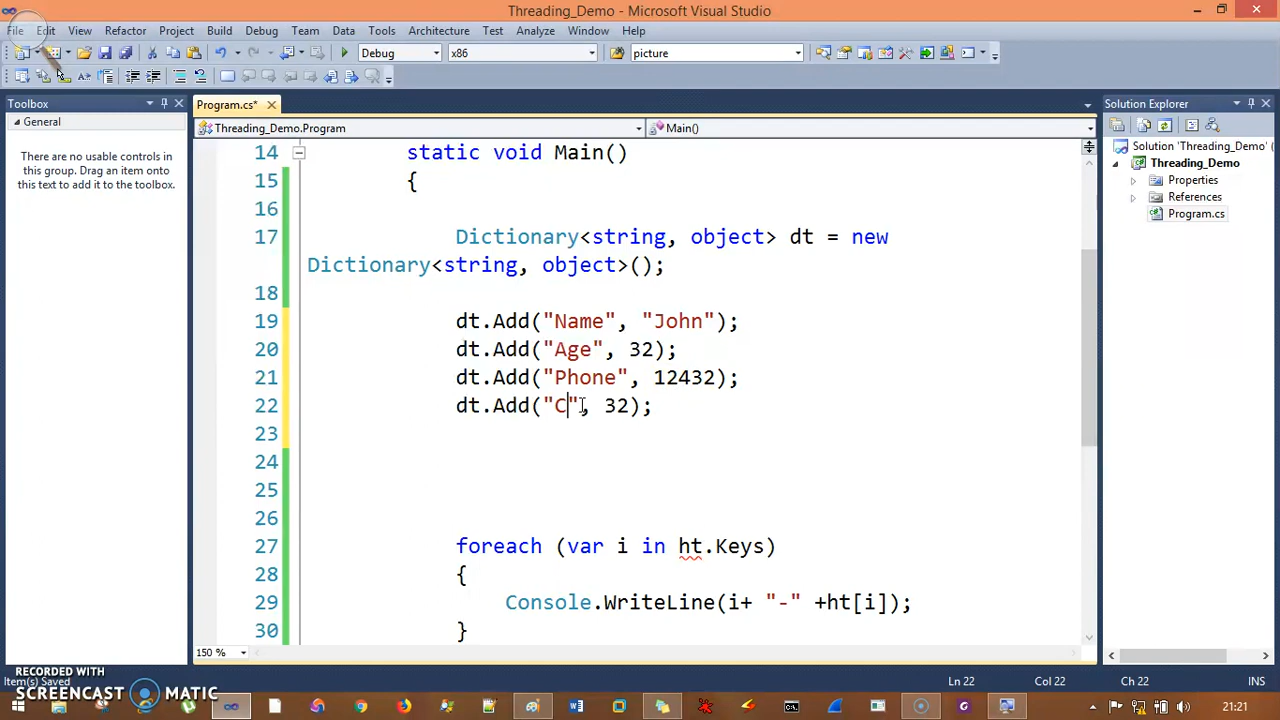 Threading_Demo - Microsoft Visual Studio
File Edit View Refactor Project Build Debug Team Data Tools Architecture Test Analyze Window Help
Debug x86 picture
Toolbox
General
There are no usable controls in
this group. Drag an item onto
this text to add it to the toolbox.
Program.cs*
Threading_Demo.Program Main()
14 static void Main()
15 {
16
17 Dictionary<string, object> dt = new
Dictionary<string, object>();
18
19 dt.Add("Name", "John");
20 dt.Add("Age", 32);
21 dt.Add("Phone", 12432);
22 dt.Add("C", 32);
23
24
25
26
27 foreach (var i in ht.Keys)
28 {
29 Console.WriteLine(i+ "-" +ht[i]);
30 }
150 %
Solution Explorer
Solution 'Threading_Demo' (
Threading_Demo
Properties
References
Program.cs
Item(s) Saved
Ln 22 Col 22 Ch 22 INS
RECORDED WITH
SCREENCAST MATIC
21:21